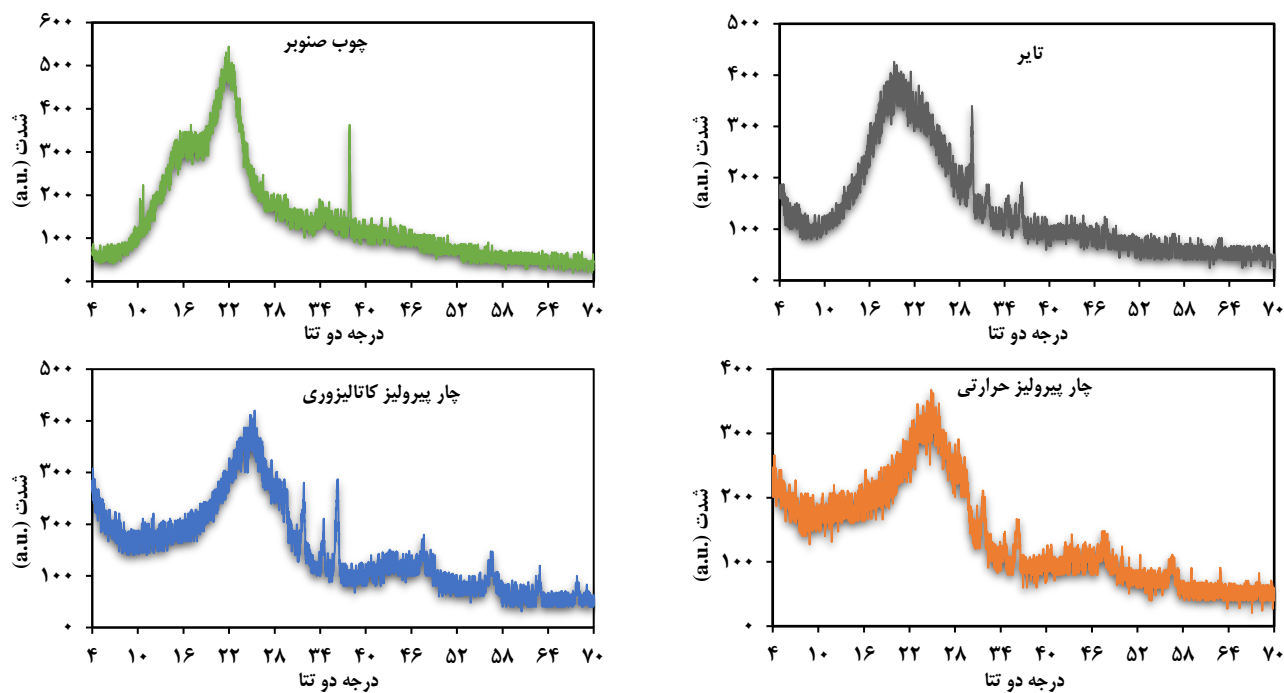 چوب صنوبر
شدت (a.u.)
۶۰۰
۵۰۰
۴۰۰
۳۰۰
۲۰۰
۱۰۰
۰
۴ ۱۰ ۱۶ ۲۲ ۲۸ ۳۴ ۴۰ ۴۶ ۵۲ ۵۸ ۶۴ ۷۰
درجه دو تتا
تایر
شدت (a.u.)
۵۰۰
۴۰۰
۳۰۰
۲۰۰
۱۰۰
۰
۴ ۱۰ ۱۶ ۲۲ ۲۸ ۳۴ ۴۰ ۴۶ ۵۲ ۵۸ ۶۴ ۷۰
درجه دو تتا
چار پیرولیز کاتالیزوری
شدت (a.u.)
۵۰۰
۴۰۰
۳۰۰
۲۰۰
۱۰۰
۰
۴ ۱۰ ۱۶ ۲۲ ۲۸ ۳۴ ۴۰ ۴۶ ۵۲ ۵۸ ۶۴ ۷۰
درجه دو تتا
چار پیرولیز حرارتی
شدت (a.u.)
۴۰۰
۳۰۰
۲۰۰
۱۰۰
۰
۴ ۱۰ ۱۶ ۲۲ ۲۸ ۳۴ ۴۰ ۴۶ ۵۲ ۵۸ ۶۴ ۷۰
درجه دو تتا